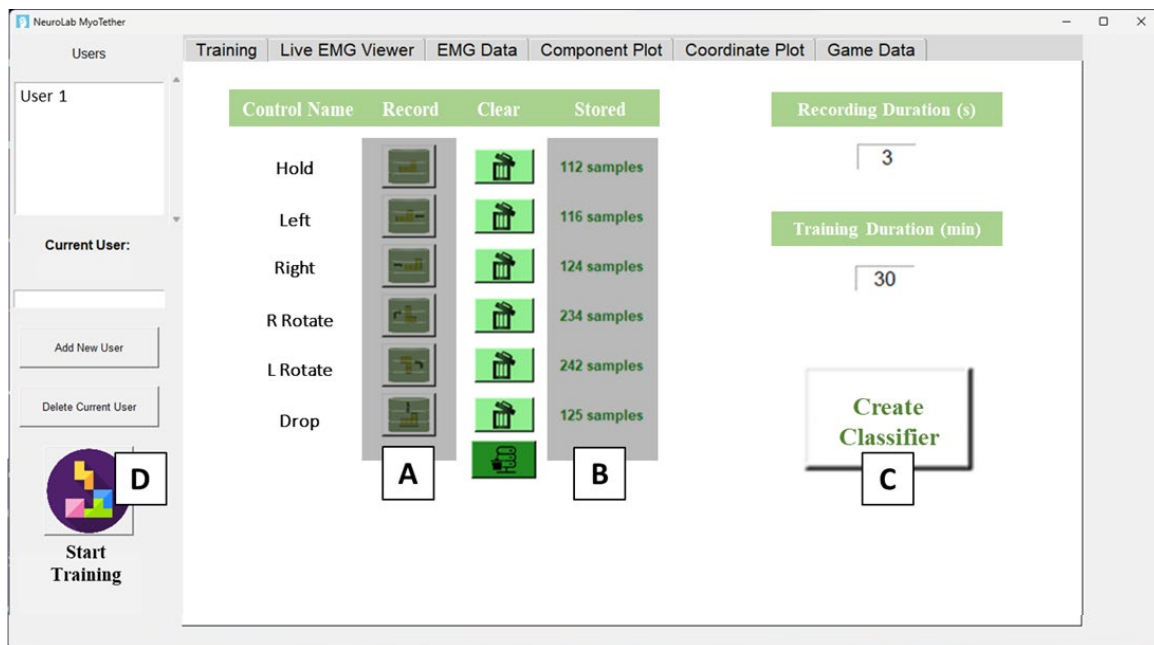 NeuroLab MyoTether
Users
User 1
Current User:
Add New User
Delete Current User
D
Start
Training
Training Live EMG Viewer EMG Data Component Plot Coordinate Plot Game Data
Control Name Record Clear Stored
Hold 112 samples
Left 116 samples
Right 124 samples
R Rotate 234 samples
L Rotate 242 samples
Drop 125 samples
A
B
Recording Duration (s)
3
Training Duration (min)
30
Create
Classifier
C